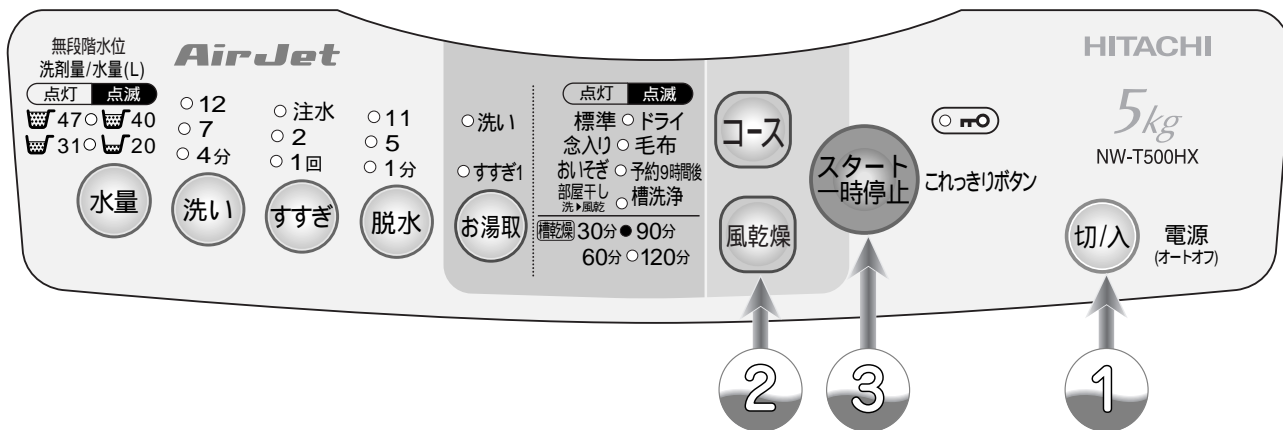 無段階水位
洗剤量/水量(L)
点灯 点滅
47 40
31 20
水量
AirJet
12
7
4分
洗い
注水
2
1回
すすぎ
11
5
1分
脱水
洗い
すすぎ1
お湯取
点灯 点滅
標準 ドライ
念入り 毛布
おいそぎ 予約9時間後
部屋干し 槽洗浄
洗▶風乾
槽乾燥 30分 90分
60分 120分
コース
風乾燥
スタート
一時停止
これっきりボタン
HITACHI
5kg
NW-T500HX
切/入
電源
(オートオフ)
2
3
1